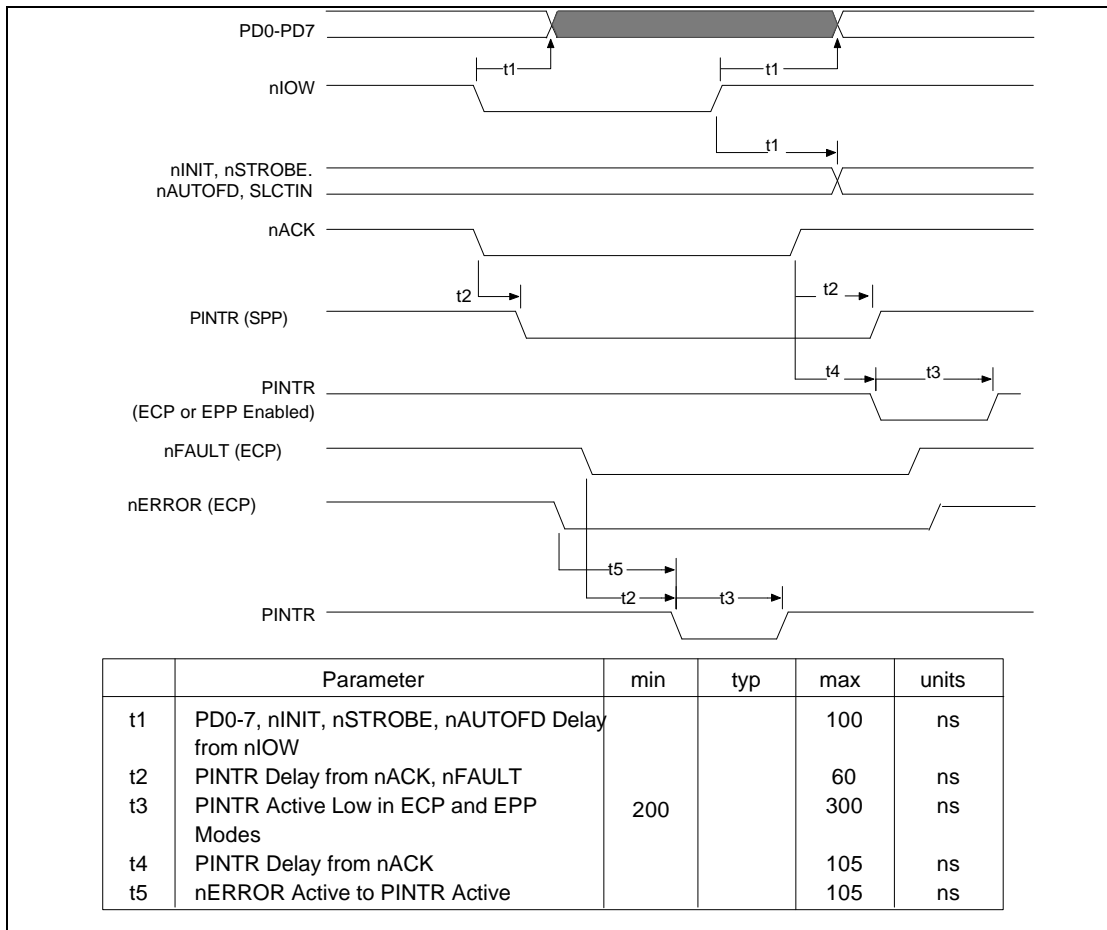 PD0-PD7
t1 t1
nIOW
t1
nINIT, nSTROBE.
nAUTOFD, SLCTIN
nACK
t2 t2
PINTR (SPP)
t4 t3
PINTR
(ECP or EPP Enabled)
nFAULT (ECP)
nERROR (ECP)
t5
t2 t3
PINTR
Parameter min typ max units
t1 PD0-7, nINIT, nSTROBE, nAUTOFD Delay 100 ns
from nIOW
t2 PINTR Delay from nACK, nFAULT 60 ns
t3 PINTR Active Low in ECP and EPP 200 300 ns
Modes
t4 PINTR Delay from nACK 105 ns
t5 nERROR Active to PINTR Active 105 ns